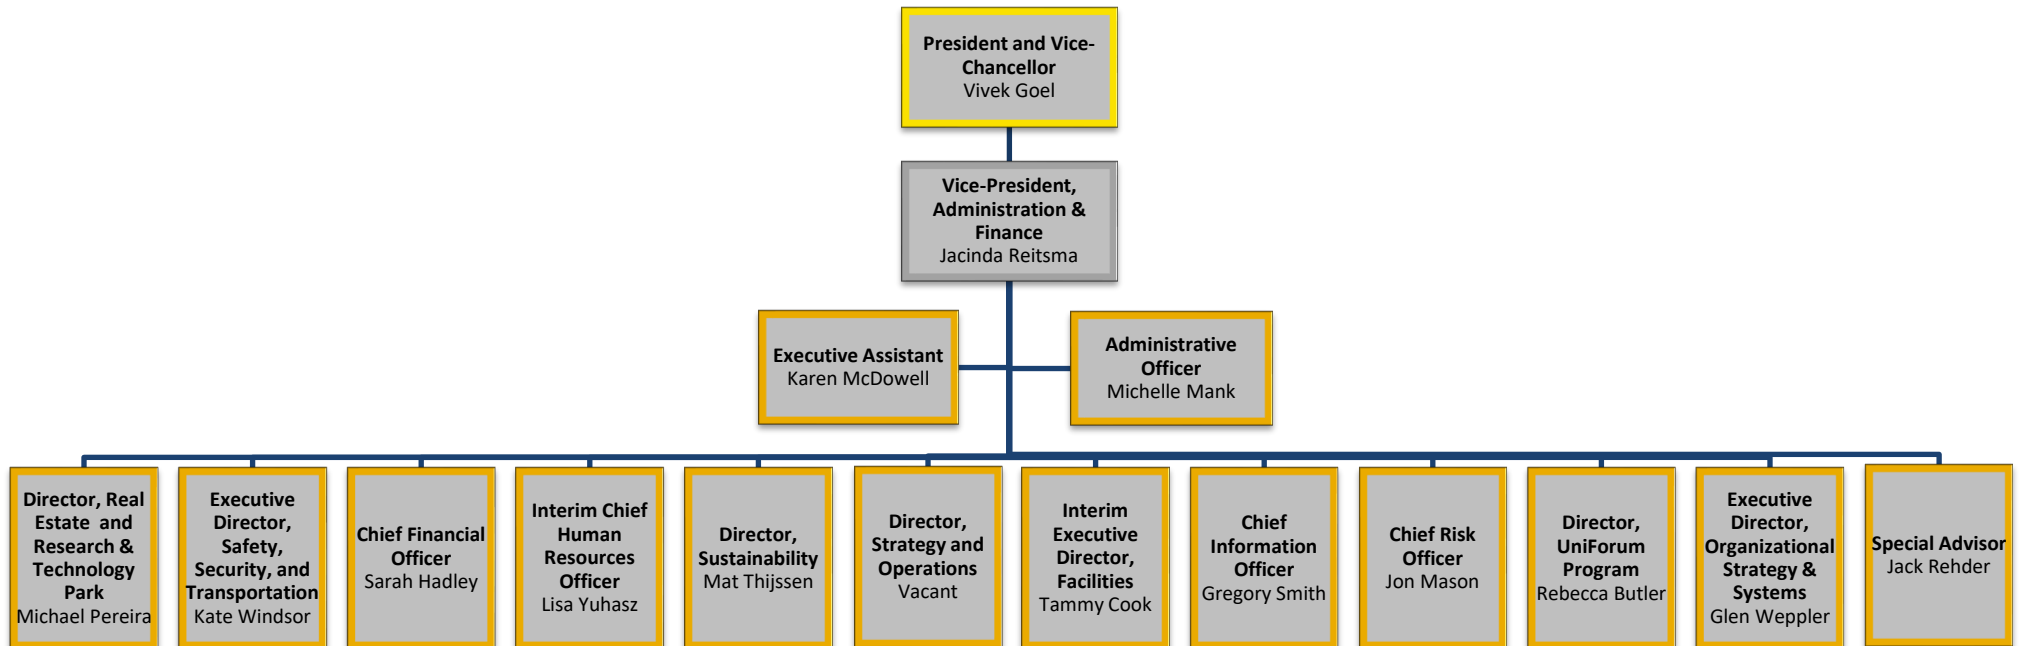 President and Vice-
Chancellor
Vivek Goel
Vice-President,
Administration &
Finance
Jacinda Reitsma
Executive Assistant
Karen McDowell
Administrative
Officer
Michelle Mank
Director, Real
Estate and
Research &
Technology
Park
Michael Pereira
Executive
Director,
Safety,
Security, and
Transportation
Kate Windsor
Chief Financial
Officer
Sarah Hadley
Interim Chief
Human
Resources
Officer
Lisa Yuhasz
Director,
Sustainability
Mat Thijssen
Director,
Strategy and
Operations
Vacant
Interim
Executive
Director,
Facilities
Tammy Cook
Chief
Information
Officer
Gregory Smith
Chief Risk
Officer
Jon Mason
Director,
UniForum
Program
Rebecca Butler
Executive
Director,
Organizational
Strategy &
Systems
Glen Weppler
Special Advisor
Jack Rehder